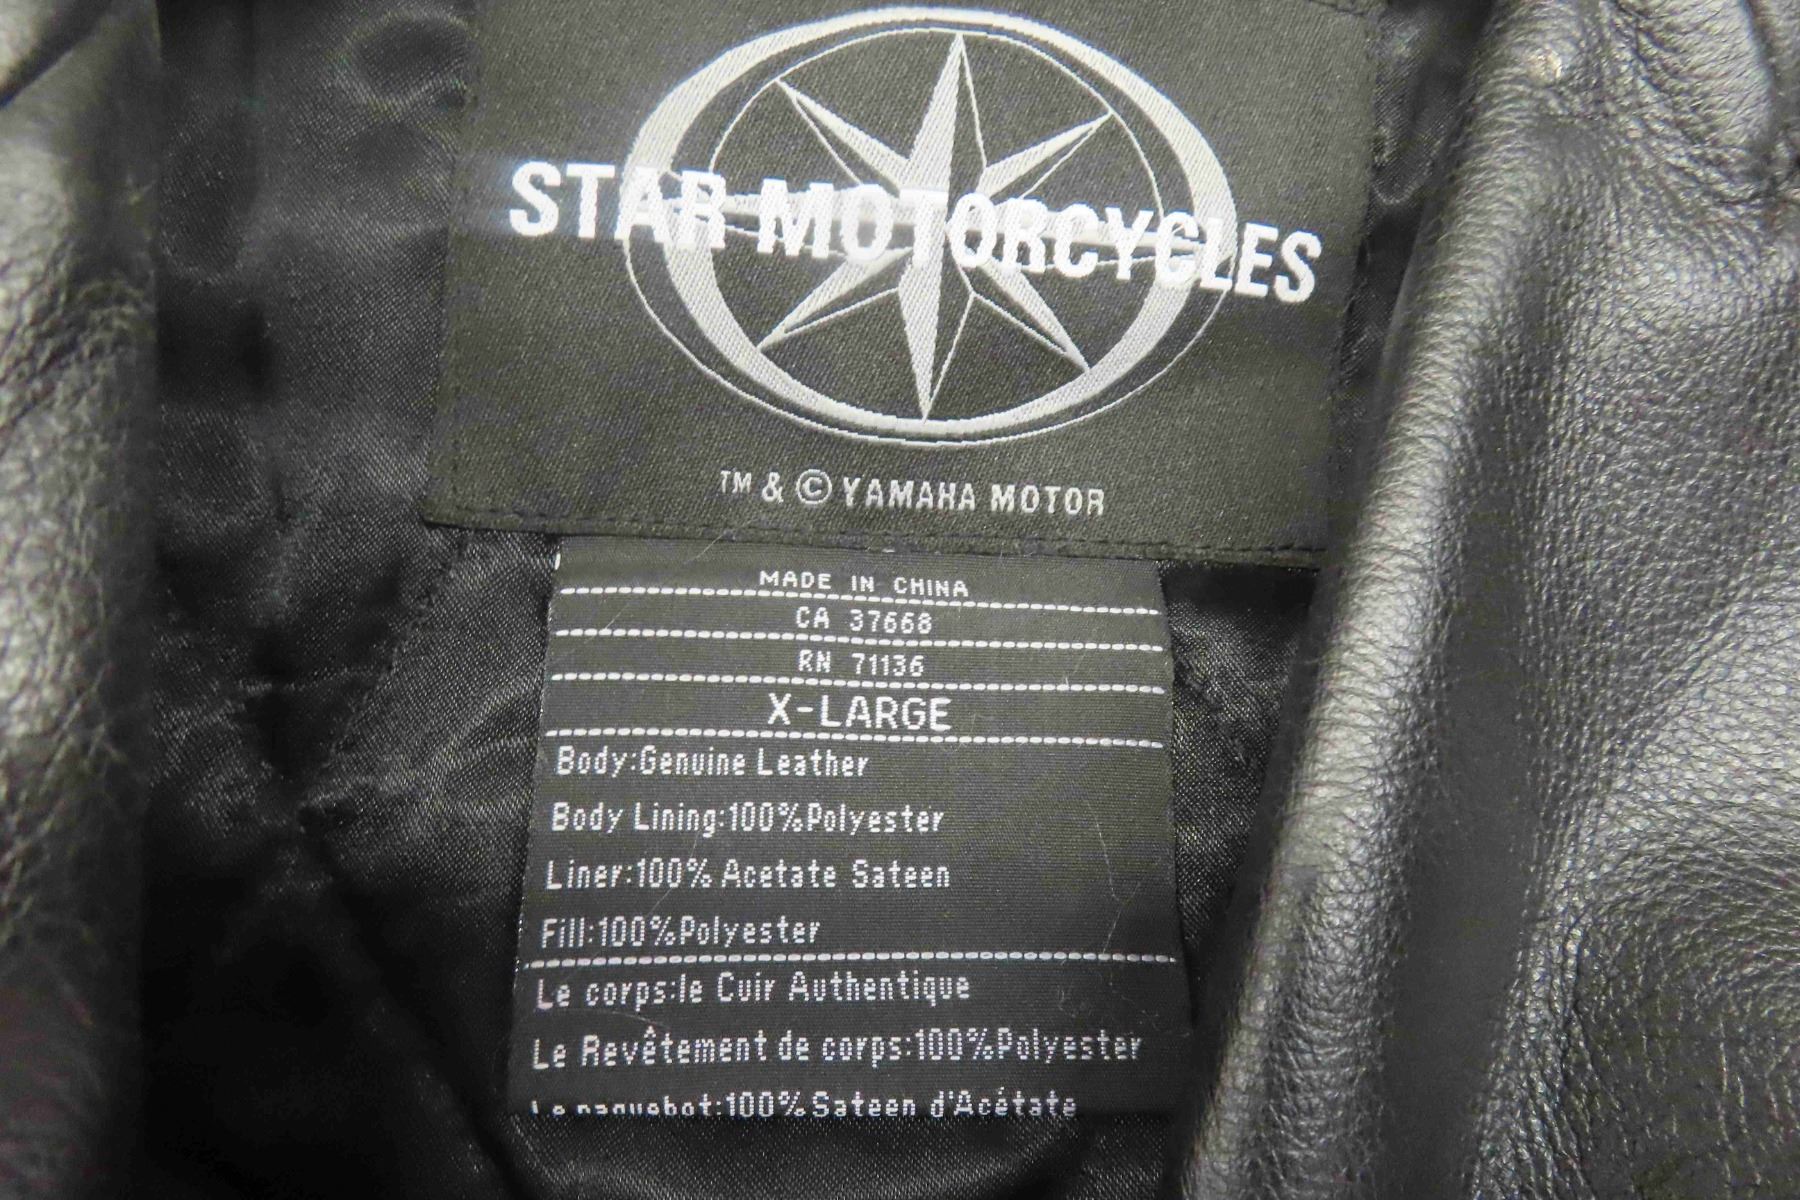 STAR MOTORCYCLES
TM & © YAMAHA MOTOR
MADE IN CHINA
CA 37668
RN 71136
X-LARGE
Body:Genuine Leather
Body Lining:100%Polyester
Liner:100% Acetate Sateen
Fill:100%Polyester
Le corps:le Cuir Authentique
Le Revêtement de corps:100%Polyester
Le paquebot:100%Sateen d'Acétate